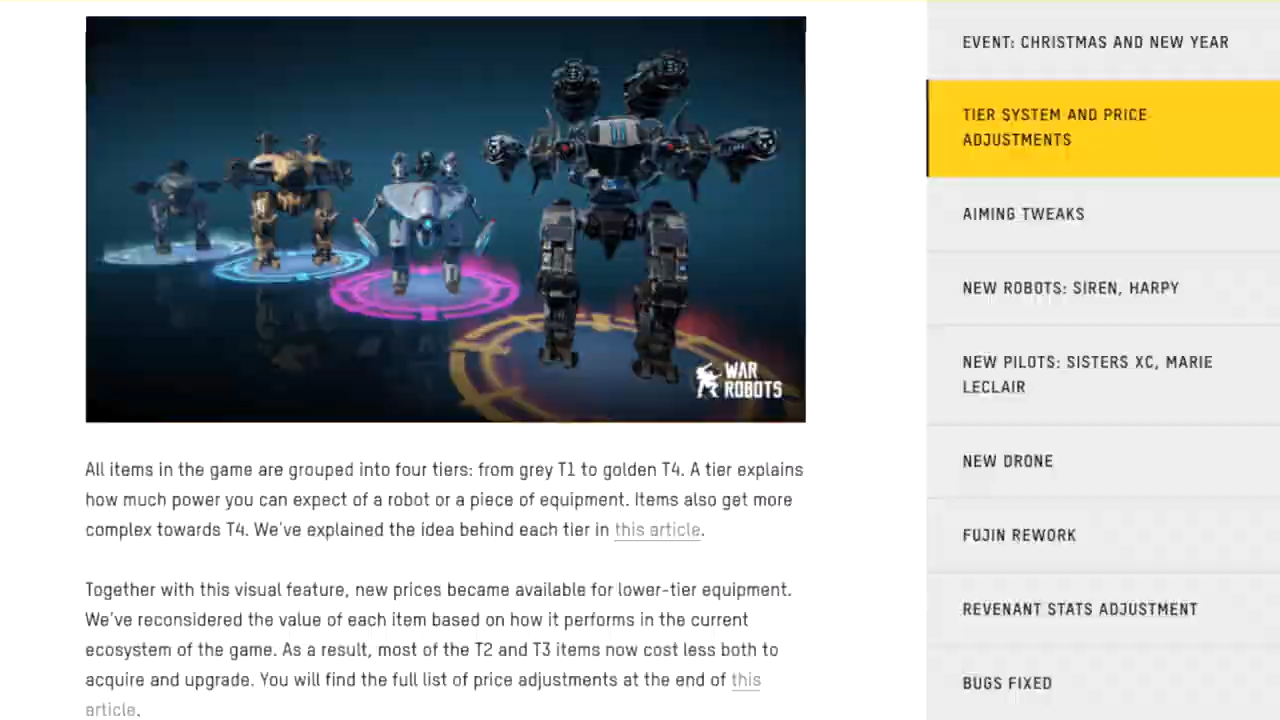 WAR
ROBOTS
All items in the game are grouped into four tiers: from grey T1 to golden T4. A tier explains
how much power you can expect of a robot or a piece of equipment. Items also get more
complex towards T4. We've explained the idea behind each tier in this article.
Together with this visual feature, new prices became available for lower-tier equipment.
We've reconsidered the value of each item based on how it performs in the current
ecosystem of the game. As a result, most of the T2 and T3 items now cost less both to
acquire and upgrade. You will find the full list of price adjustments at the end of this
article.
EVENT: CHRISTMAS AND NEW YEAR
TIER SYSTEM AND PRICE
ADJUSTMENTS
AIMING TWEAKS
NEW ROBOTS: SIREN, HARPY
NEW PILOTS: SISTERS XC, MARIE
LECLAIR
NEW DRONE
FUJIN REWORK
REVENANT STATS ADJUSTMENT
BUGS FIXED